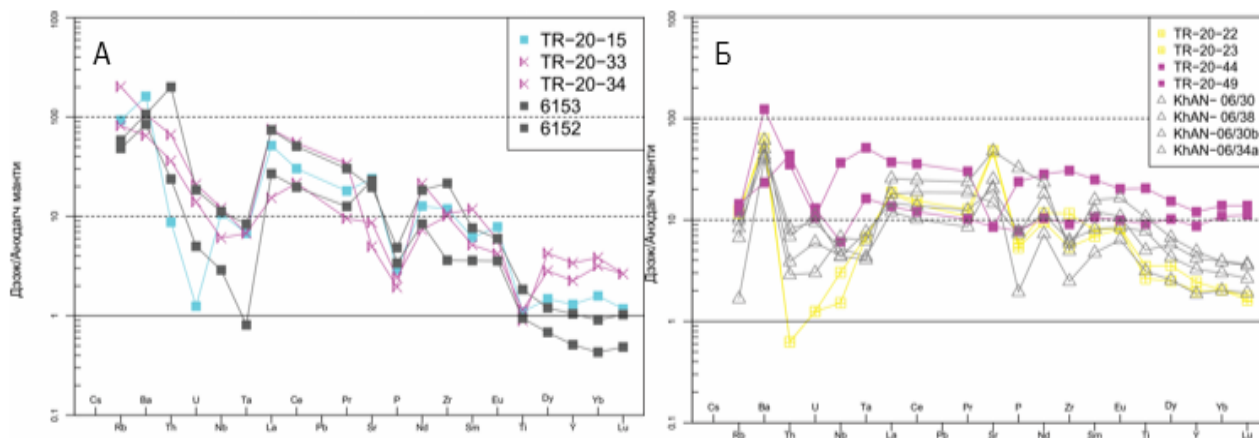 А
TR-20-15
TR-20-33
TR-20-34
6153
6152
Дрож/Анхдагч манти
1000
100
10
1
0.1
Cs Ba U Ta Ce Pr P Zr Eu Dy Yb
Rb Th Nb La Pb Sr Nd Sm Ti Y Lu
Б
TR-20-22
TR-20-23
TR-20-44
TR-20-49
KhAN- 06/30
KhAN- 06/38
KhAN-06/30b
KhAN-06/34a
Дрож/Анхдагч манти
1000
100
10
1
0.1
Cs Ba U Ta Ce Pr P Zr Eu Dy Yb
Rb Th Nb La Pb Sr Nd Sm Ti Y Lu